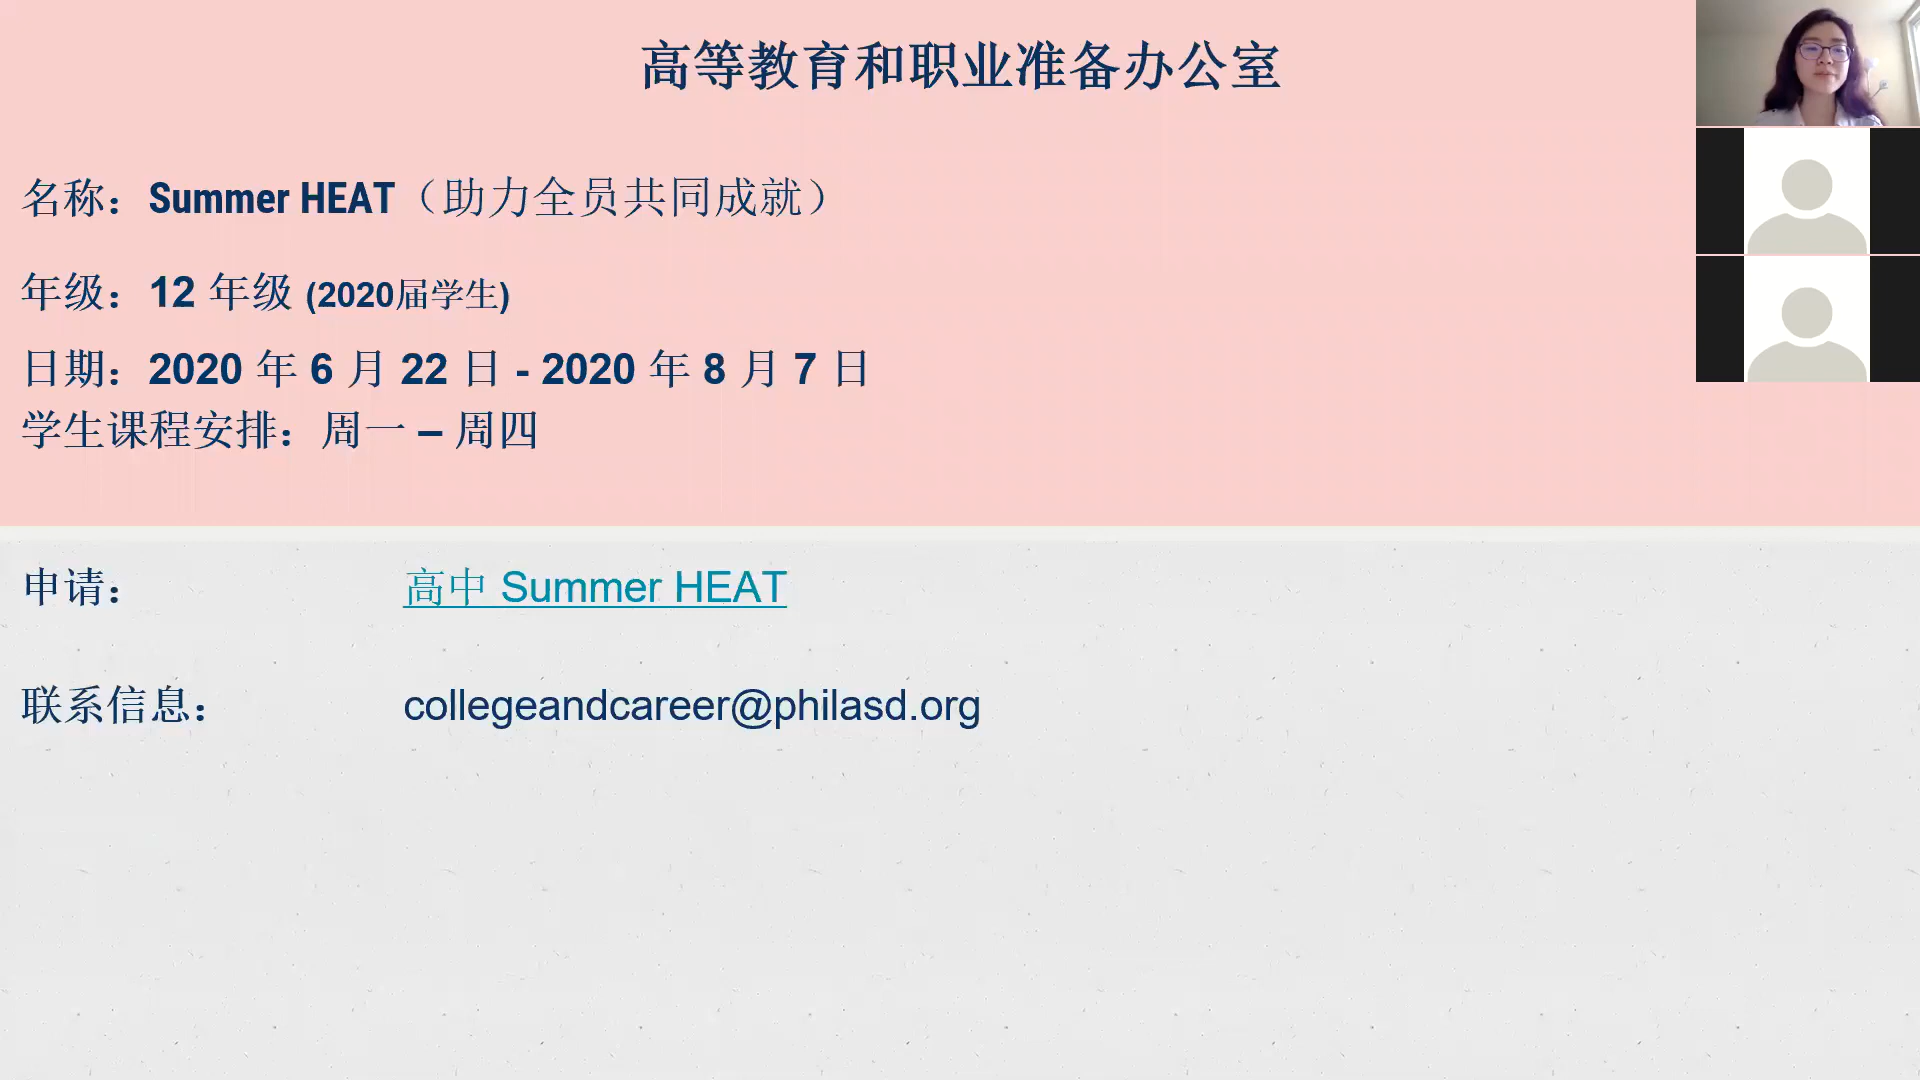 高等教育和职业准备办公室
名称：Summer HEAT（助力全员共同成就）
年级：12 年级 (2020届学生)
日期：2020 年 6 月 22 日 - 2020 年 8 月 7 日
学生课程安排：周一 – 周四
申请： 高中 Summer HEAT
联系信息： collegeandcareer@philasd.org